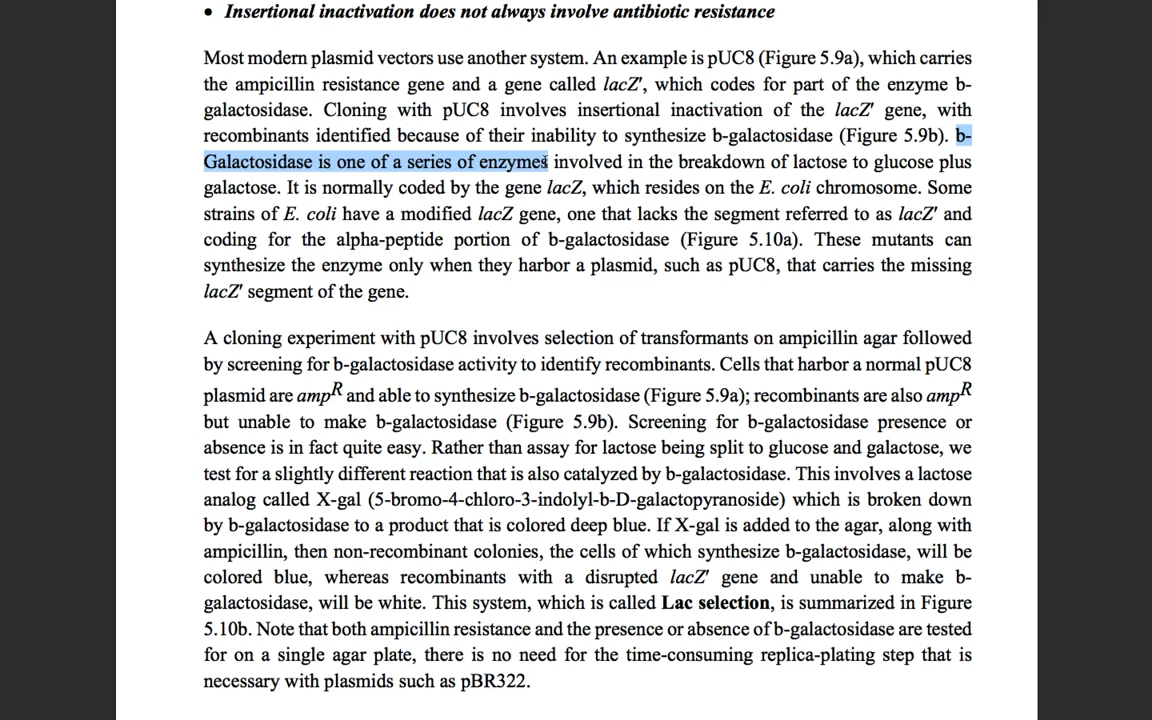 • Insertional inactivation does not always involve antibiotic resistance
Most modern plasmid vectors use another system. An example is pUC8 (Figure 5.9a), which carries
the ampicillin resistance gene and a gene called lacZ′, which codes for part of the enzyme b-
galactosidase. Cloning with pUC8 involves insertional inactivation of the lacZ′ gene, with
recombinants identified because of their inability to synthesize b-galactosidase (Figure 5.9b). b-
Galactosidase is one of a series of enzymes involved in the breakdown of lactose to glucose plus
galactose. It is normally coded by the gene lacZ, which resides on the E. coli chromosome. Some
strains of E. coli have a modified lacZ gene, one that lacks the segment referred to as lacZ′ and
coding for the alpha-peptide portion of b-galactosidase (Figure 5.10a). These mutants can
synthesize the enzyme only when they harbor a plasmid, such as pUC8, that carries the missing
lacZ′ segment of the gene.
A cloning experiment with pUC8 involves selection of transformants on ampicillin agar followed
by screening for b-galactosidase activity to identify recombinants. Cells that harbor a normal pUC8
plasmid are ampR and able to synthesize b-galactosidase (Figure 5.9a); recombinants are also ampR
but unable to make b-galactosidase (Figure 5.9b). Screening for b-galactosidase presence or
absence is in fact quite easy. Rather than assay for lactose being split to glucose and galactose, we
test for a slightly different reaction that is also catalyzed by b-galactosidase. This involves a lactose
analog called X-gal (5-bromo-4-chloro-3-indolyl-b-D-galactopyranoside) which is broken down
by b-galactosidase to a product that is colored deep blue. If X-gal is added to the agar, along with
ampicillin, then non-recombinant colonies, the cells of which synthesize b-galactosidase, will be
colored blue, whereas recombinants with a disrupted lacZ′ gene and unable to make b-
galactosidase, will be white. This system, which is called Lac selection, is summarized in Figure
5.10b. Note that both ampicillin resistance and the presence or absence of b-galactosidase are tested
for on a single agar plate, there is no need for the time-consuming replica-plating step that is
necessary with plasmids such as pBR322.